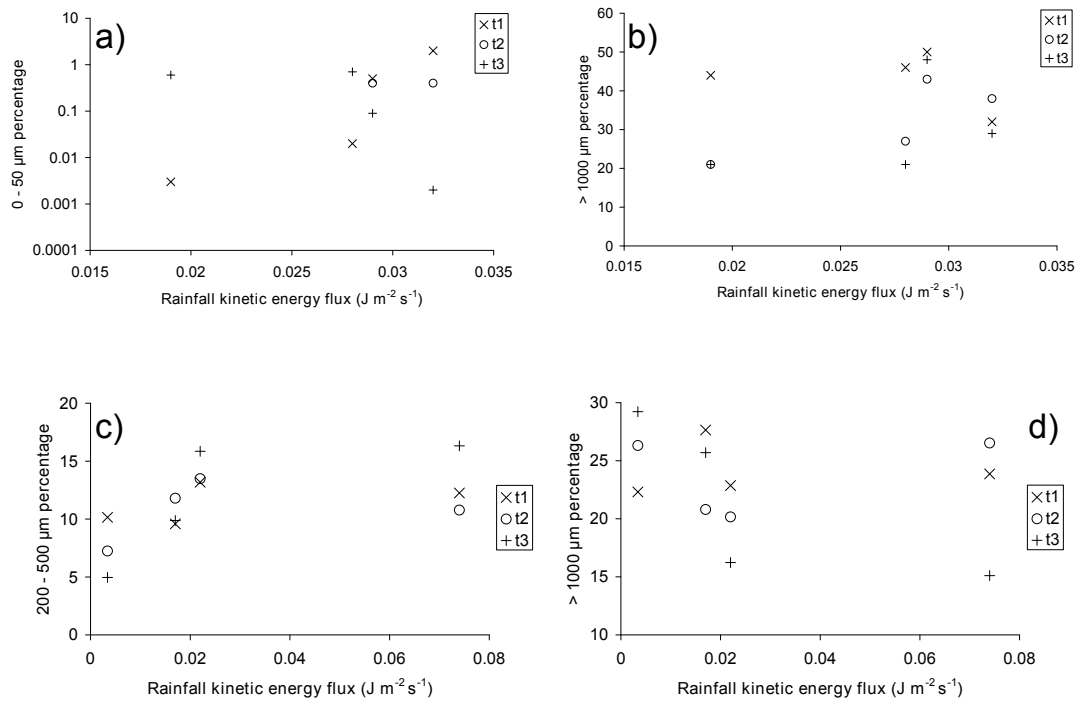 a)
0 - 50 µm percentage
10
1
0.1
0.01
0.001
0.0001
0.015 0.02 0.025 0.03 0.035
Rainfall kinetic energy flux (J m⁻² s⁻¹)
t1
t2
t3
b)
> 1000 µm percentage
60
50
40
30
20
10
0
0.015 0.02 0.025 0.03 0.035
Rainfall kinetic energy flux (J m⁻² s⁻¹)
t1
t2
t3
c)
200 - 500 µm percentage
20
15
10
5
0
0 0.02 0.04 0.06 0.08
Rainfall kinetic energy flux (J m⁻² s⁻¹)
t1
t2
t3
d)
> 1000 µm percentage
30
25
20
15
10
0 0.02 0.04 0.06 0.08
Rainfall kinetic energy flux (J m⁻² s⁻¹)
t1
t2
t3